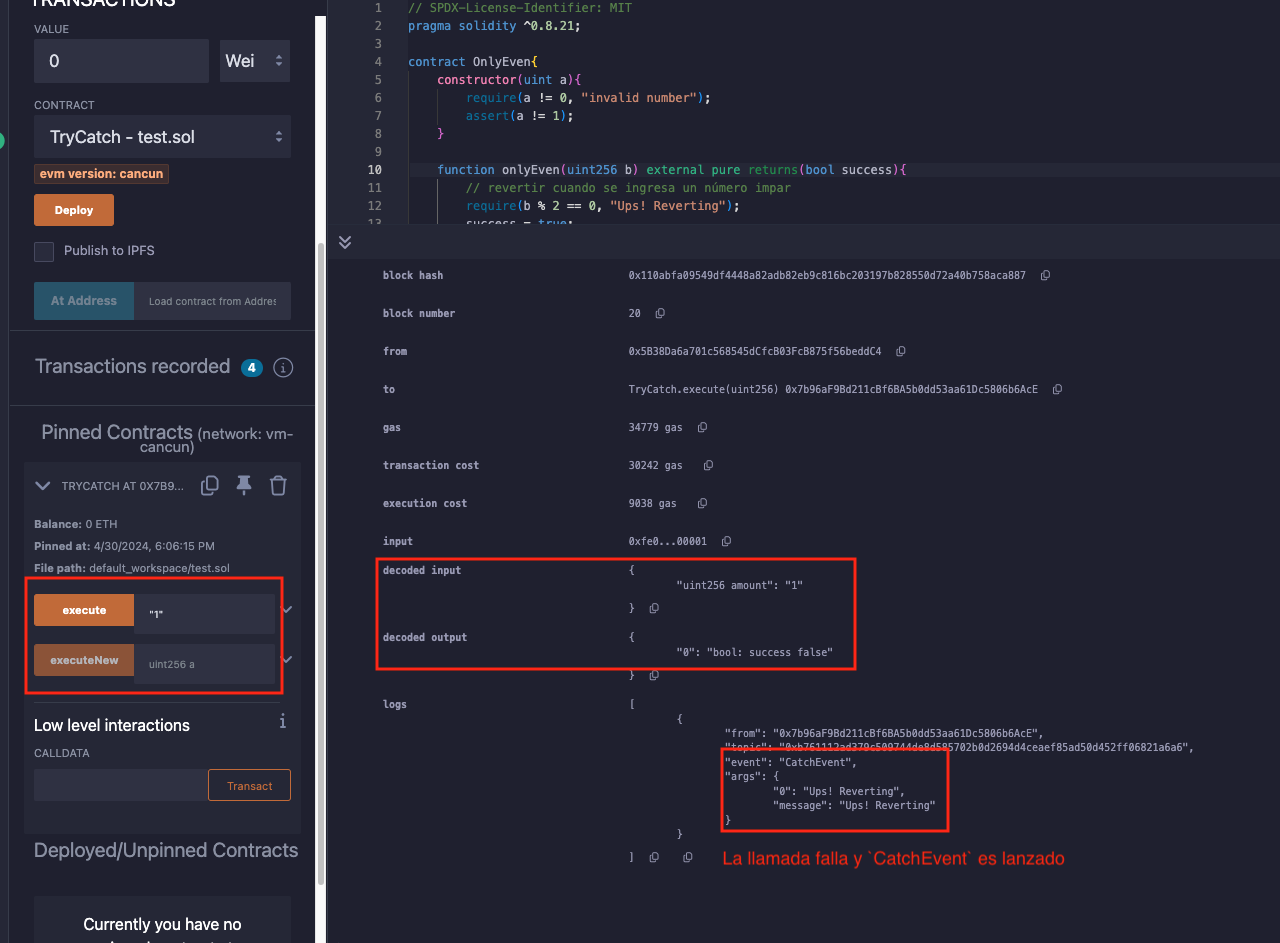 TRANSACTIONS
VALUE
0
Wei
CONTRACT
TryCatch - test.sol
evm version: cancun
Deploy
Publish to IPFS
At Address
Load contract from Addres
Transactions recorded 4
Pinned Contracts (network: vm-
cancun)
TRYCATCH AT 0X7B9...
Balance: 0 ETH
Pinned at: 4/30/2024, 6:06:15 PM
File path: default_workspace/test.sol
execute "1"
executeNew uint256 a
Low level interactions
CALLDATA
Transact
Deployed/Unpinned Contracts
Currently you have no
1 // SPDX-License-Identifier: MIT
2 pragma solidity ^0.8.21;
3
4 contract OnlyEven{
5 constructor(uint a){
6 require(a != 0, "invalid number");
7 assert(a != 1);
8 }
9
10 function onlyEven(uint256 b) external pure returns(bool success){
11 // revertir cuando se ingresa un número impar
12 require(b % 2 == 0, "Ups! Reverting");
13 success = true;
block hash 0x110abfa09549df4448a82adb82eb9c816bc203197b828550d72a40b758aca887
block number 20
from 0x5B38Da6a701c568545dCfcB03FcB875f56beddC4
to TryCatch.execute(uint256) 0x7b96aF9Bd211cBf6BA5b0dd53aa61Dc5806b6AcE
gas 34779 gas
transaction cost 30242 gas
execution cost 9038 gas
input 0xfe0...00001
decoded input {
"uint256 amount": "1"
}
decoded output {
"0": "bool: success false"
}
logs [
{
"from": "0x7b96aF9Bd211cBf6BA5b0dd53aa61Dc5806b6AcE",
"topic": "0xb761112ad379c509744de8d585702b0d2694d4ceaef85ad50d452ff06821a6a6",
"event": "CatchEvent",
"args": {
"0": "Ups! Reverting",
"message": "Ups! Reverting"
}
}
]
La llamada falla y `CatchEvent` es lanzado